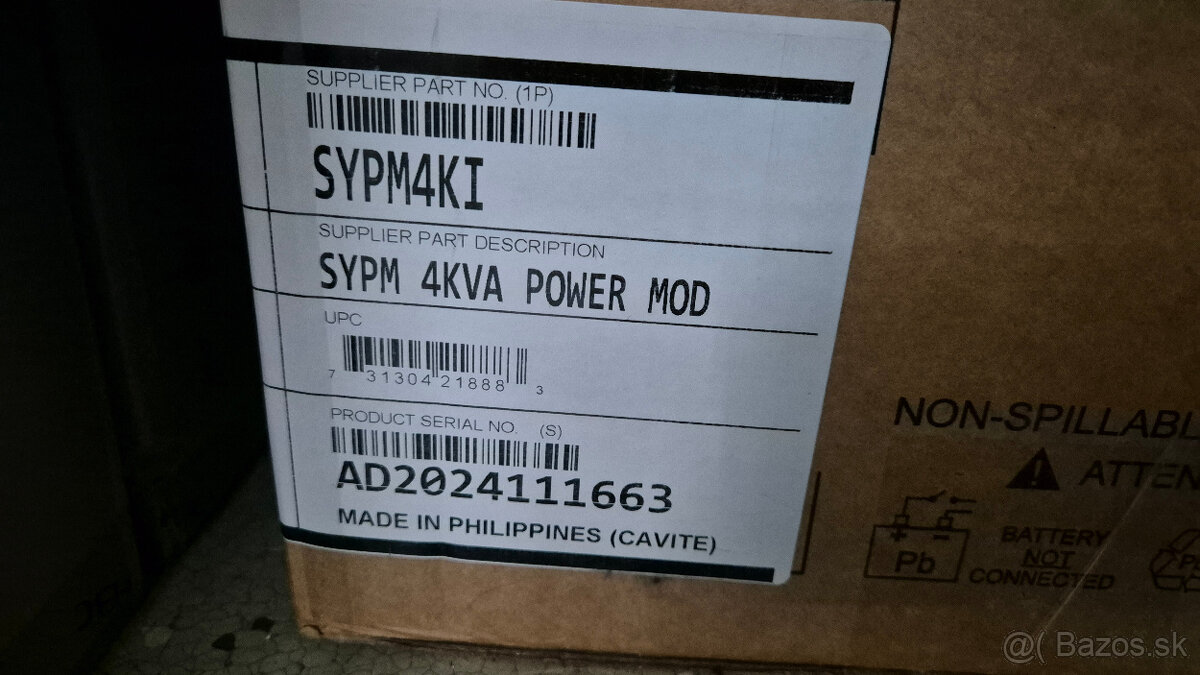 SUPPLIER PART NO. (1P)
SYPM4KI
SUPPLIER PART DESCRIPTION
SYPM 4KVA POWER MOD
UPC
7 31304 21888 3
PRODUCT SERIAL NO. (S)
AD2024111663
MADE IN PHILIPPINES (CAVITE)
NON-SPILLABL
ATTEN
BATTERY
NOT
CONNECTED
+ −
Pb
@( Bazos.sk